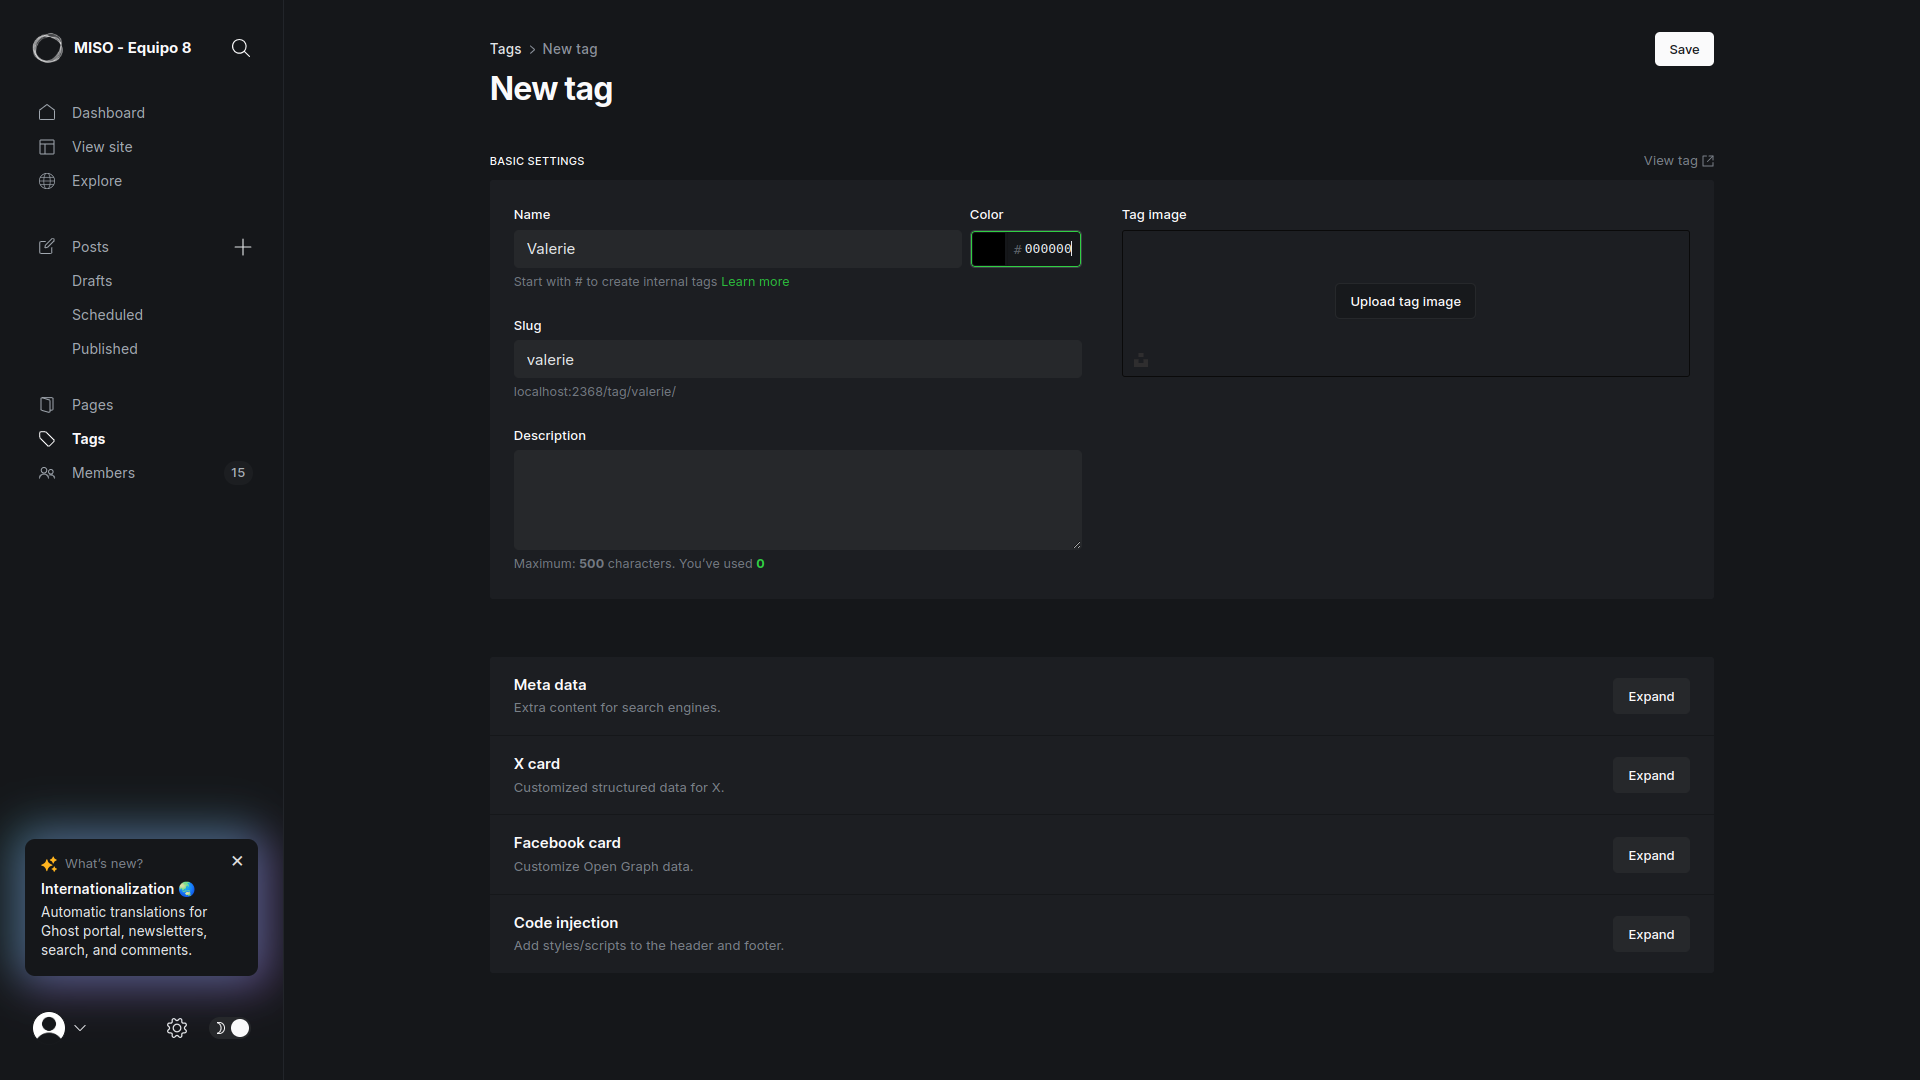 MISO - Equipo 8
Dashboard
View site
Explore
Posts
Drafts
Scheduled
Published
Pages
Tags
Members 15
What's new?
Internationalization 🌏
Automatic translations for
Ghost portal, newsletters,
search, and comments.
Tags > New tag
Save
New tag
BASIC SETTINGS
View tag
Name
Valerie
Start with # to create internal tags Learn more
Color
# 000000
Slug
valerie
localhost:2368/tag/valerie/
Description
Maximum: 500 characters. You've used 0
Tag image
Upload tag image
Meta data
Extra content for search engines.
Expand
X card
Customized structured data for X.
Expand
Facebook card
Customize Open Graph data.
Expand
Code injection
Add styles/scripts to the header and footer.
Expand